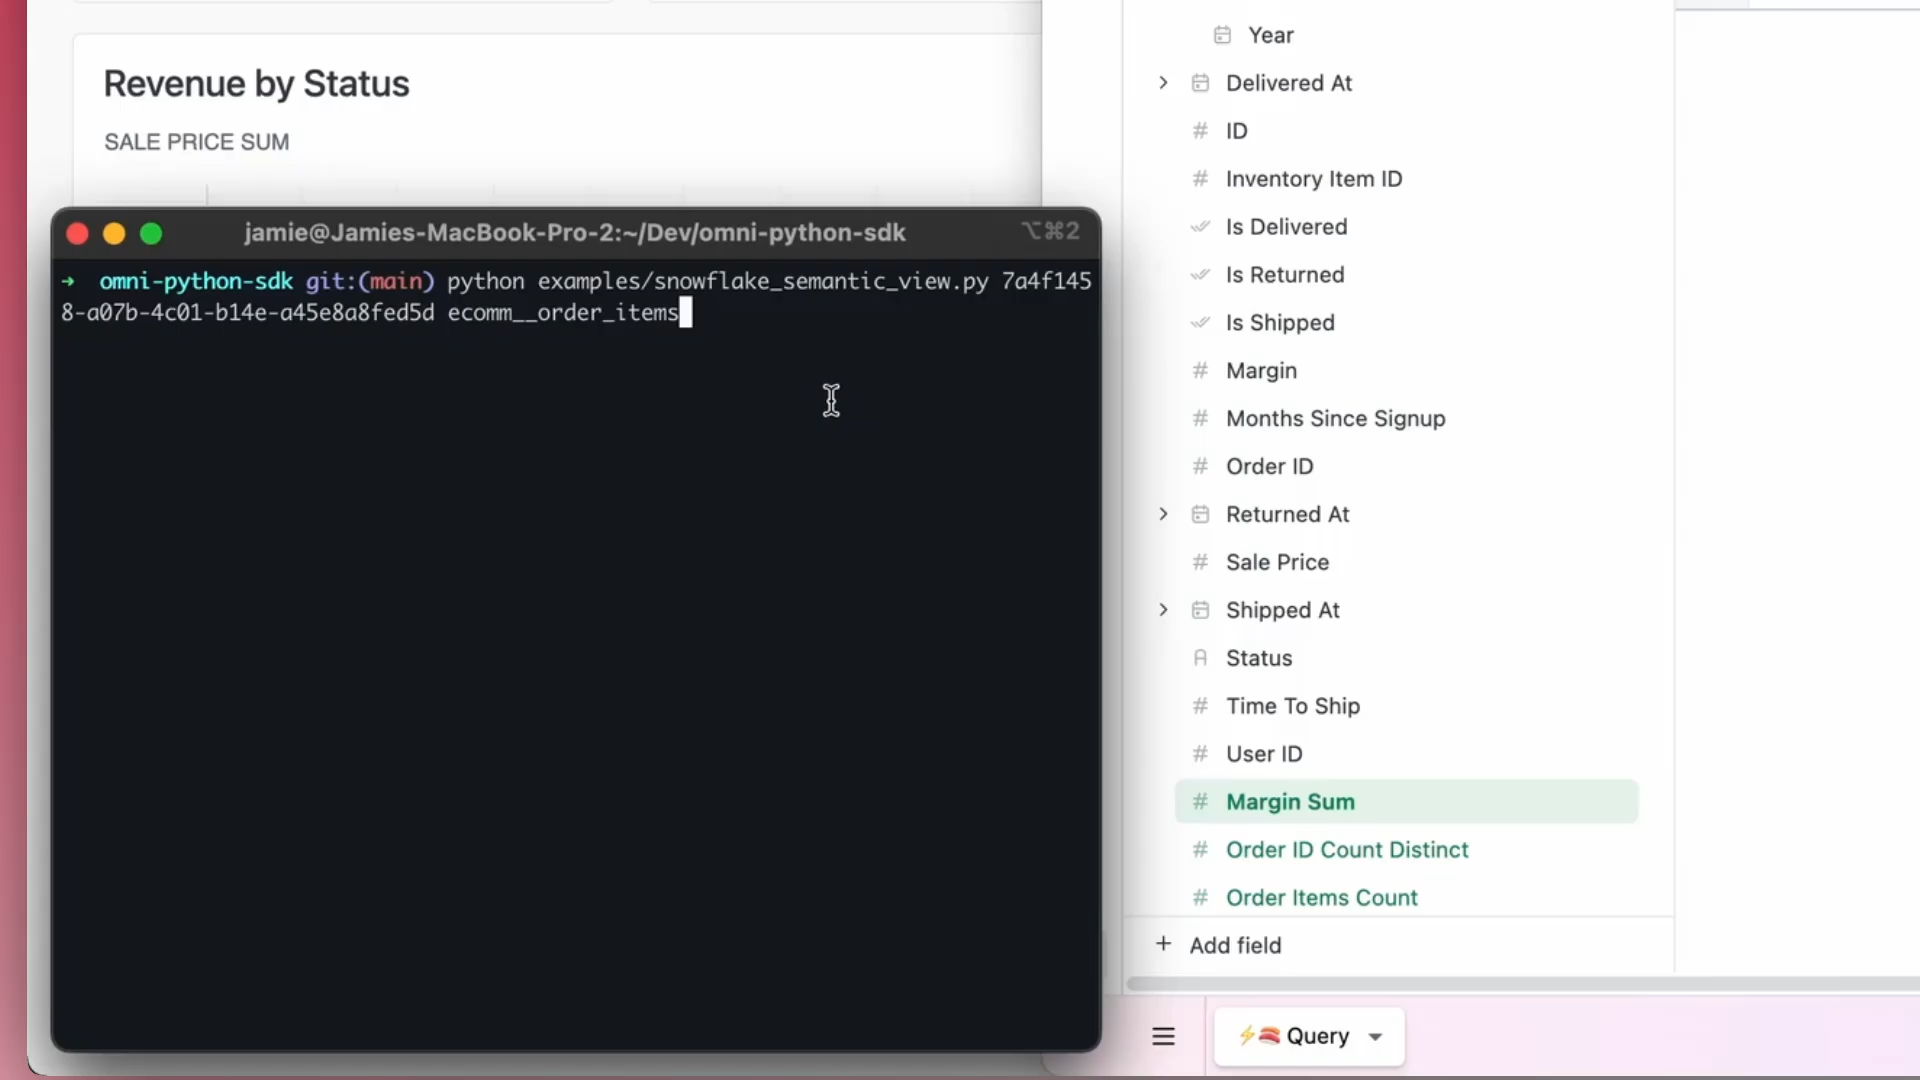 Revenue by Status
SALE PRICE SUM
jamie@Jamies-MacBook-Pro-2:~/Dev/omni-python-sdk
⌥⌘2
➜ omni-python-sdk git:(main) python examples/snowflake_semantic_view.py 7a4f145
8-a07b-4c01-b14e-a45e8a8fed5d ecomm__order_items
Year
Delivered At
# ID
# Inventory Item ID
Is Delivered
Is Returned
Is Shipped
# Margin
# Months Since Signup
# Order ID
Returned At
# Sale Price
Shipped At
A Status
# Time To Ship
# User ID
# Margin Sum
# Order ID Count Distinct
# Order Items Count
+ Add field
⚡🥓 Query